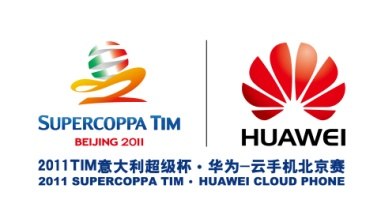 SUPERCOPPA TIM
BEIJING 2011
HUAWEI
2011TIM意大利超级杯·华为-云手机北京赛
2011 SUPERCOPPA TIM · HUAWEI CLOUD PHONE